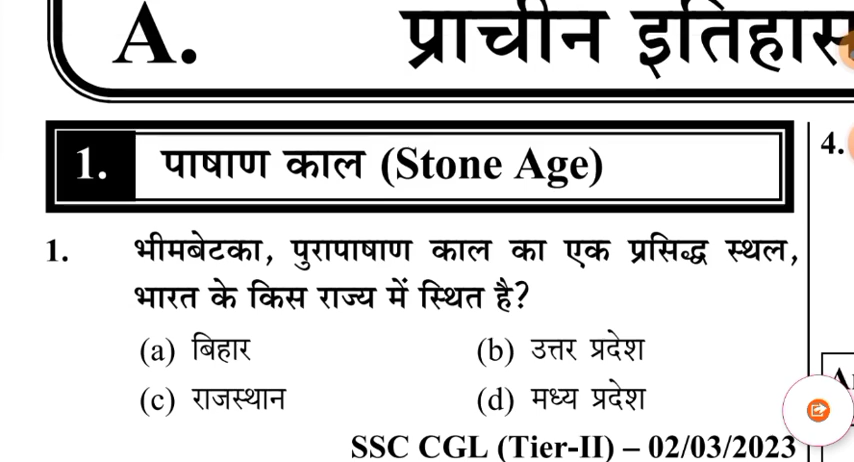 A. प्राचीन इतिहास
1. पाषाण काल (Stone Age)
1. भीमबेटका, पुरापाषाण काल का एक प्रसिद्ध स्थल,
भारत के किस राज्य में स्थित है?
(a) बिहार (b) उत्तर प्रदेश
(c) राजस्थान (d) मध्य प्रदेश
SSC CGL (Tier-II) – 02/03/2023
4.